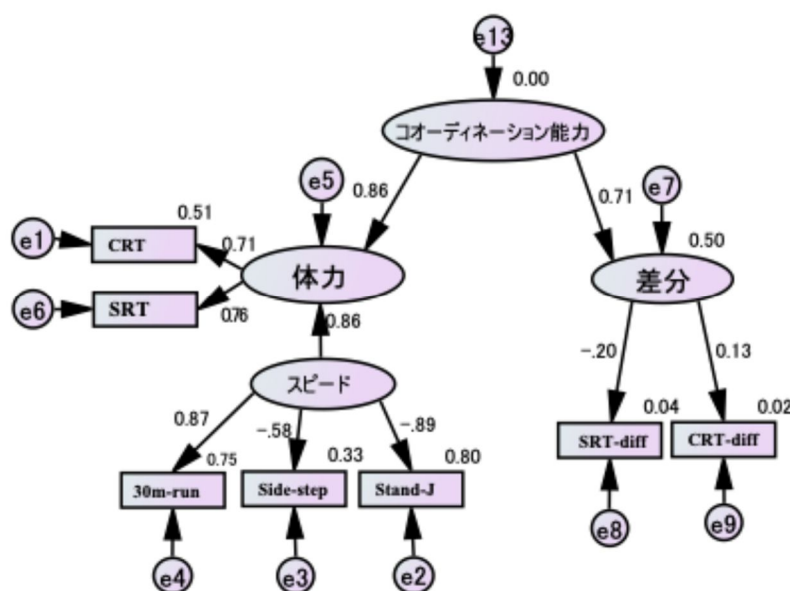 e13
0.00
コオーディネーション能力
e5
0.86
0.71
e7
e1
0.51
CRT
0.71
体力
0.50
差分
e6
SRT
0.76
0.86
スピード
-.20
0.13
0.87
-.58
-.89
0.04
0.02
SRT-diff
CRT-diff
0.75
0.33
0.80
30m-run
Side-step
Stand-J
e8
e9
e4
e3
e2